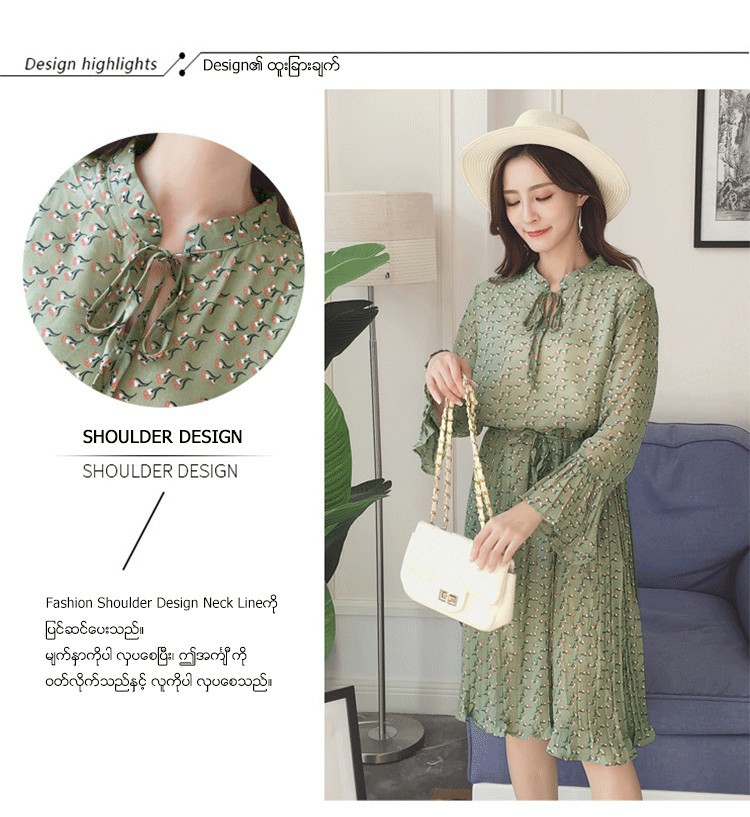 Design highlights
Design၏ ထူးခြားချက်
SHOULDER DESIGN
SHOULDER DESIGN
Fashion Shoulder Design Neck Lineကို
ပြင်ဆင်ပေးသည်။
မျက်နှာကိုပါ လှပစေပြီး၊ ဤအင်္ကျီကို
ဝတ်လိုက်သည်နှင့် လူကိုပါ လှပစေသည်။